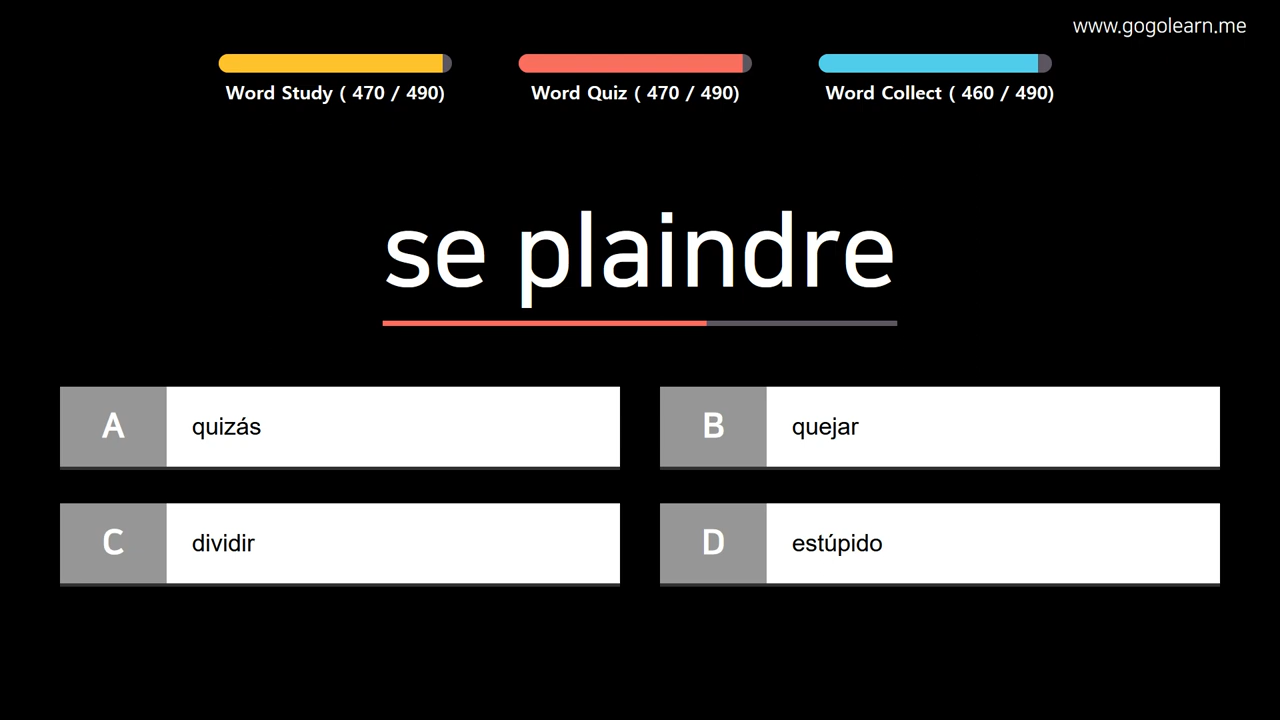 www.gogolearn.me
Word Study ( 470 / 490)
Word Quiz ( 470 / 490)
Word Collect ( 460 / 490)
se plaindre
A quizás
B quejar
C dividir
D estúpido